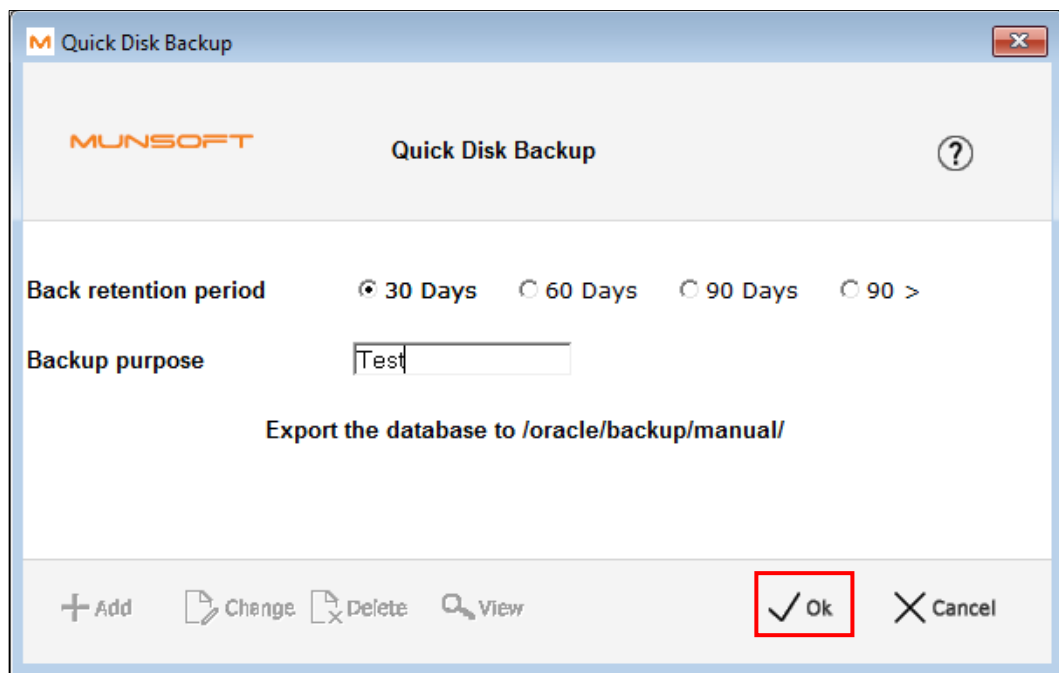 M Quick Disk Backup
MUNSOFT Quick Disk Backup ?
Back retention period 30 Days 60 Days 90 Days 90 >
Backup purpose Test
Export the database to /oracle/backup/manual/
Add Change Delete View Ok Cancel